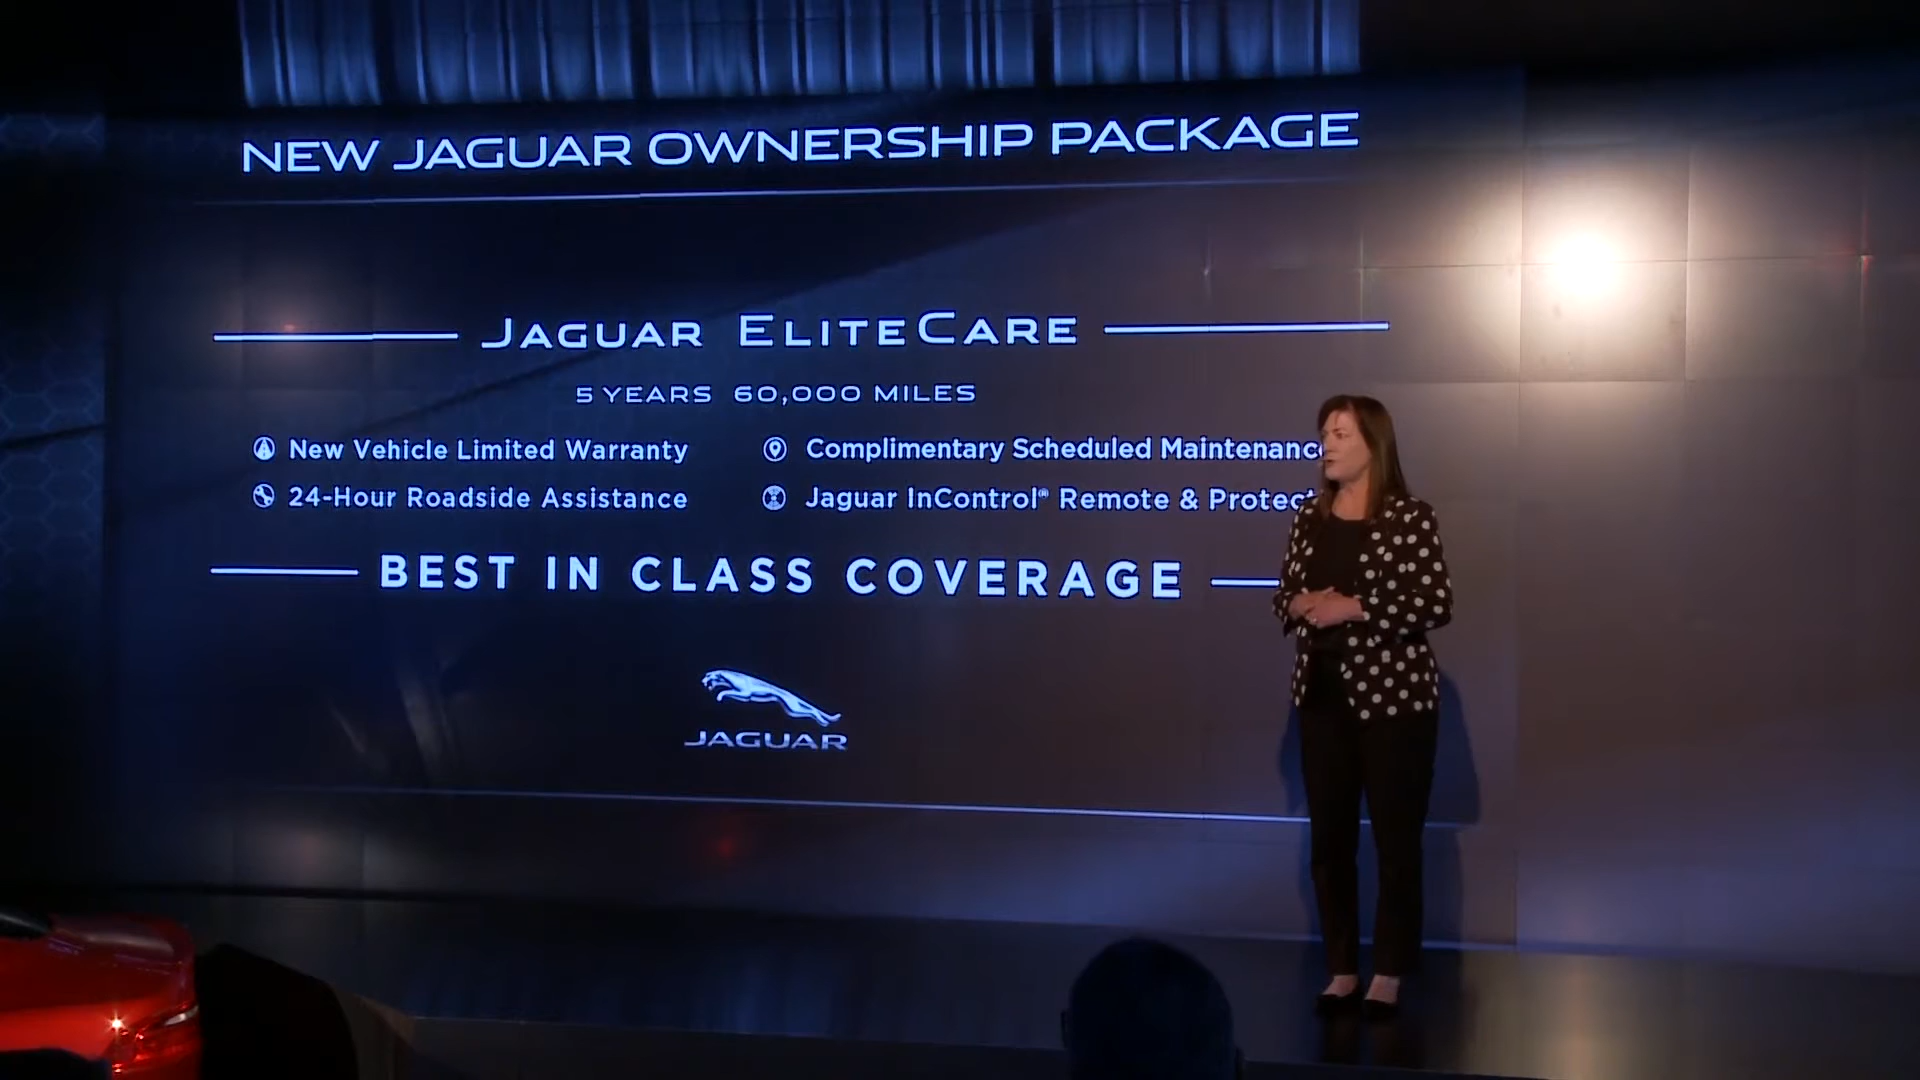 NEW JAGUAR OWNERSHIP PACKAGE
JAGUAR ELITECARE
5 YEARS 60,000 MILES
New Vehicle Limited Warranty
Complimentary Scheduled Maintenanc
24-Hour Roadside Assistance
Jaguar InControl® Remote & Protect
BEST IN CLASS COVERAGE
JAGUAR